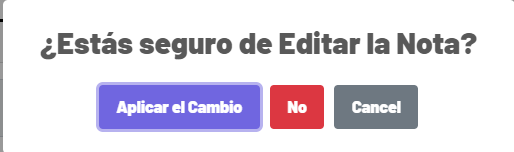 ¿Estás seguro de Editar la Nota?
Aplicar el Cambio No Cancel